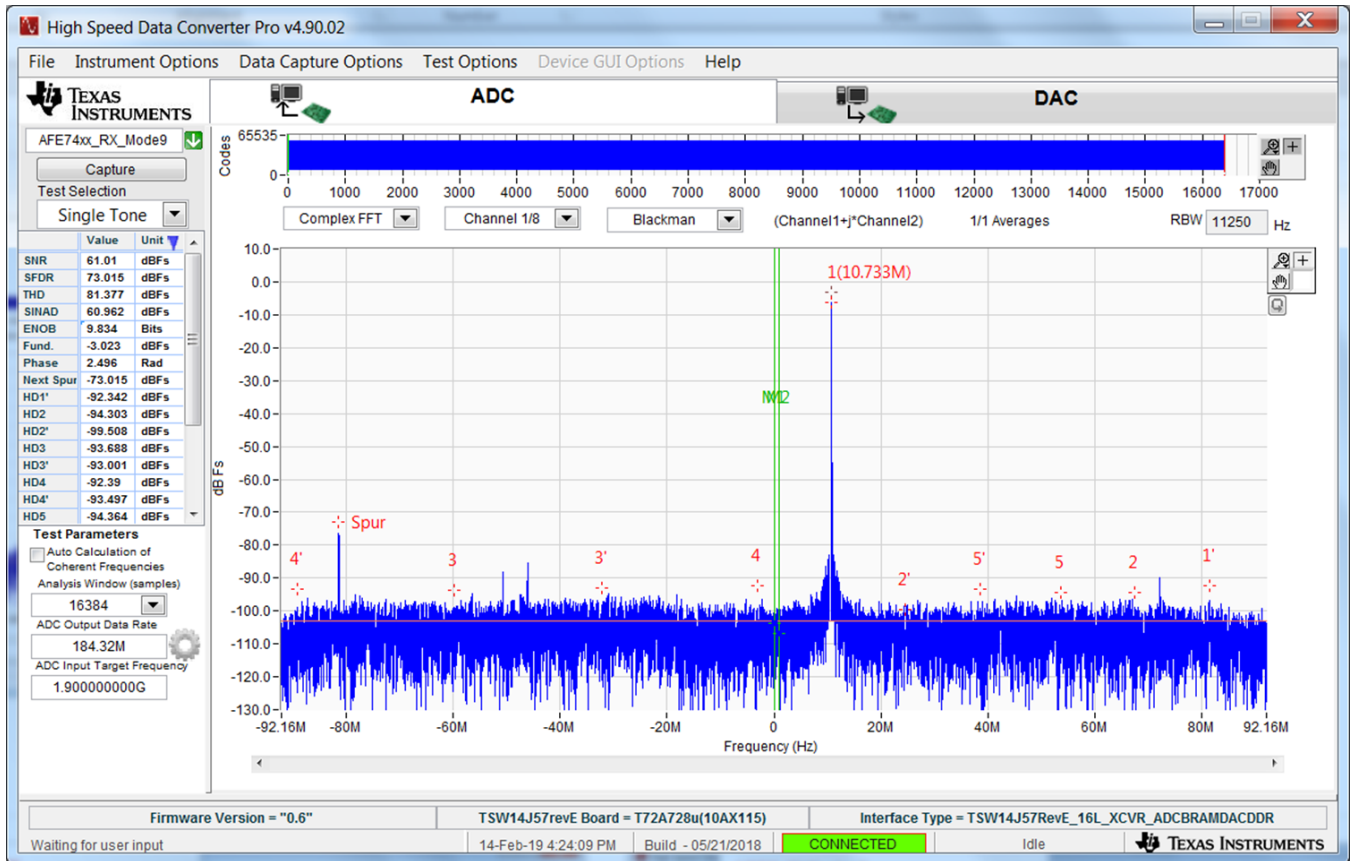 High Speed Data Converter Pro v4.90.02
File Instrument Options Data Capture Options Test Options Device GUI Options Help
TEXAS INSTRUMENTS
ADC
DAC
AFE74xx_RX_Mode9
Capture
Test Selection
Single Tone
Value Unit
SNR 61.01 dBFs
SFDR 73.015 dBFs
THD 81.377 dBFs
SINAD 60.962 dBFs
ENOB 9.834 Bits
Fund. -3.023 dBFs
Phase 2.496 Rad
Next Spur -73.015 dBFs
HD1' -92.342 dBFs
HD2 -94.303 dBFs
HD2' -99.508 dBFs
HD3 -93.688 dBFs
HD3' -93.001 dBFs
HD4 -92.39 dBFs
HD4' -93.497 dBFs
HD5 -94.364 dBFs
Test Parameters
Auto Calculation of
Coherent Frequencies
Analysis Window (samples)
16384
ADC Output Data Rate
184.32M
ADC Input Target Frequency
1.900000000G
Codes
65535
0
0 1000 2000 3000 4000 5000 6000 7000 8000 9000 10000 11000 12000 13000 14000 15000 16000 17000
Complex FFT Channel 1/8 Blackman (Channel1+j*Channel2) 1/1 Averages RBW 11250 Hz
dBFs
10.0
0.0
-10.0
-20.0
-30.0
-40.0
-50.0
-60.0
-70.0
-80.0
-90.0
-100.0
-110.0
-120.0
-130.0
1(10.733M)
Spur
4' 3 3' 4 2' 5' 5 2 1'
-92.16M -80M -60M -40M -20M 0 20M 40M 60M 80M 92.16M
Frequency (Hz)
Firmware Version = "0.6"
TSW14J57revE Board = T72A728u(10AX115)
Interface Type = TSW14J57RevE_16L_XCVR_ADCBRAMDACDDR
Waiting for user input
14-Feb-19 4:24:09 PM
Build - 05/21/2018
CONNECTED
Idle
TEXAS INSTRUMENTS